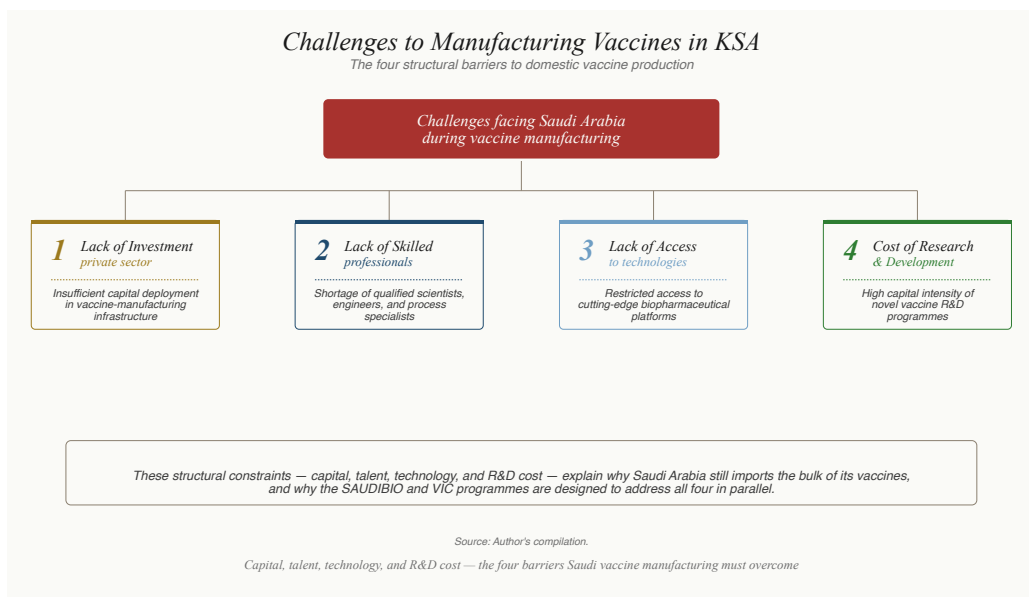 Challenges to Manufacturing Vaccines in KSA
The four structural barriers to domestic vaccine production
Challenges facing Saudi Arabia
during vaccine manufacturing
1
Lack of Investment
private sector
Insufficient capital deployment
in vaccine-manufacturing
infrastructure
2
Lack of Skilled
professionals
Shortage of qualified scientists,
engineers, and process
specialists
3
Lack of Access
to technologies
Restricted access to
cutting-edge biopharmaceutical
platforms
4
Cost of Research
& Development
High capital intensity of
novel vaccine R&D
programmes
These structural constraints — capital, talent, technology, and R&D cost — explain why Saudi Arabia still imports the bulk of its vaccines,
and why the SAUDIBIO and VIC programmes are designed to address all four in parallel.
Source: Author's compilation.
Capital, talent, technology, and R&D cost — the four barriers Saudi vaccine manufacturing must overcome